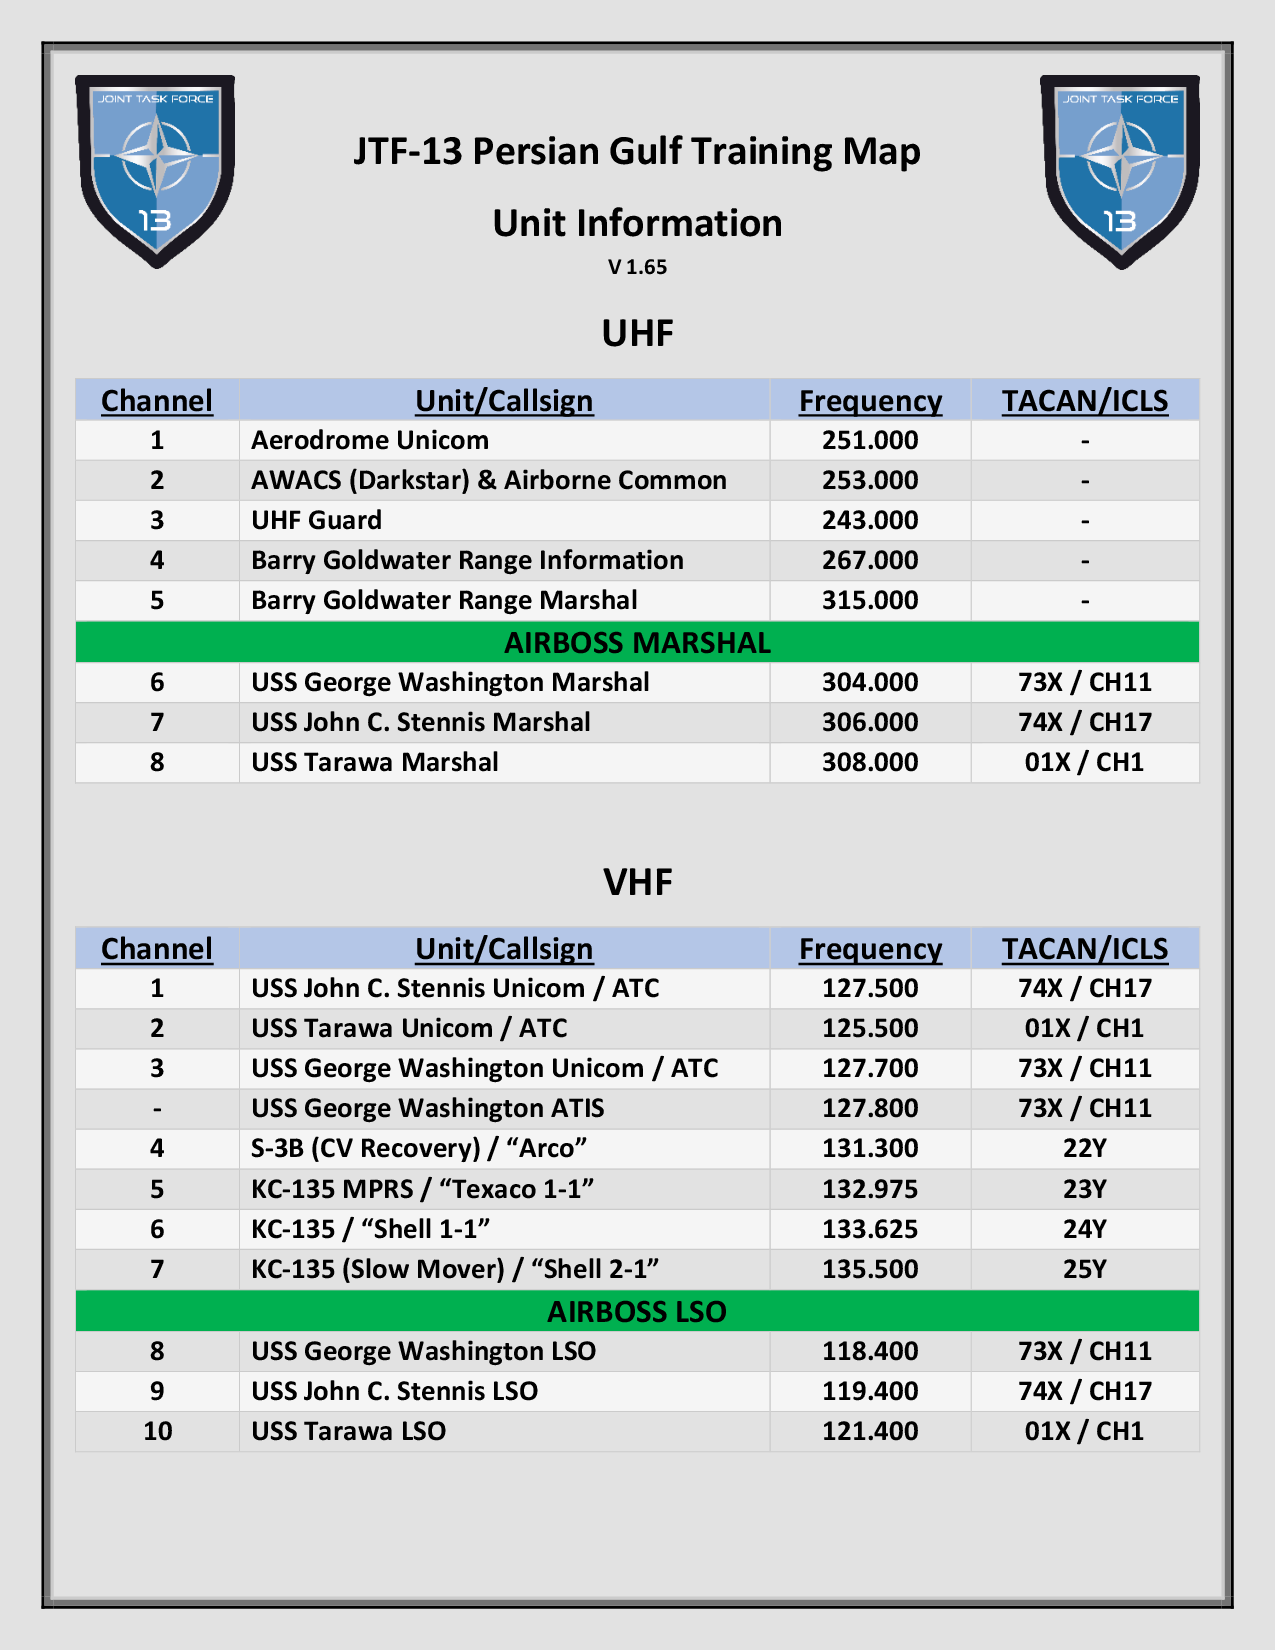 JOINT TASK FORCE
13
JOINT TASK FORCE
13
JTF-13 Persian Gulf Training Map
Unit Information
V 1.65
UHF
Channel Unit/Callsign Frequency TACAN/ICLS
1 Aerodrome Unicom 251.000 -
2 AWACS (Darkstar) & Airborne Common 253.000 -
3 UHF Guard 243.000 -
4 Barry Goldwater Range Information 267.000 -
5 Barry Goldwater Range Marshal 315.000 -
AIRBOSS MARSHAL
6 USS George Washington Marshal 304.000 73X / CH11
7 USS John C. Stennis Marshal 306.000 74X / CH17
8 USS Tarawa Marshal 308.000 01X / CH1
VHF
Channel Unit/Callsign Frequency TACAN/ICLS
1 USS John C. Stennis Unicom / ATC 127.500 74X / CH17
2 USS Tarawa Unicom / ATC 125.500 01X / CH1
3 USS George Washington Unicom / ATC 127.700 73X / CH11
- USS George Washington ATIS 127.800 73X / CH11
4 S-3B (CV Recovery) / “Arco” 131.300 22Y
5 KC-135 MPRS / “Texaco 1-1” 132.975 23Y
6 KC-135 / “Shell 1-1” 133.625 24Y
7 KC-135 (Slow Mover) / “Shell 2-1” 135.500 25Y
AIRBOSS LSO
8 USS George Washington LSO 118.400 73X / CH11
9 USS John C. Stennis LSO 119.400 74X / CH17
10 USS Tarawa LSO 121.400 01X / CH1